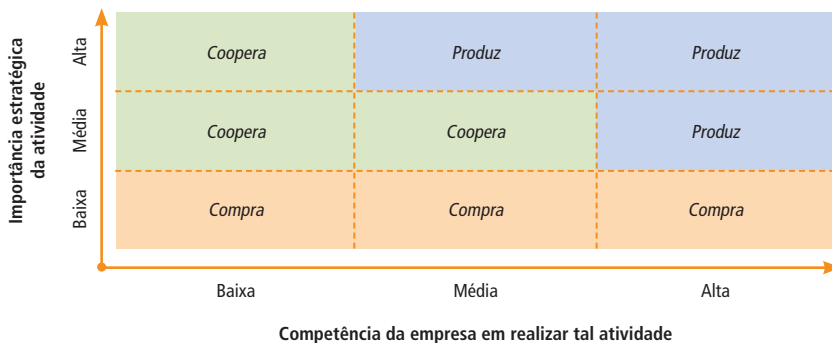 Importância estratégica
da atividade
Alta
Coopera
Produz
Produz
Média
Coopera
Coopera
Produz
Baixa
Compra
Compra
Compra
Baixa
Média
Alta
Competência da empresa em realizar tal atividade